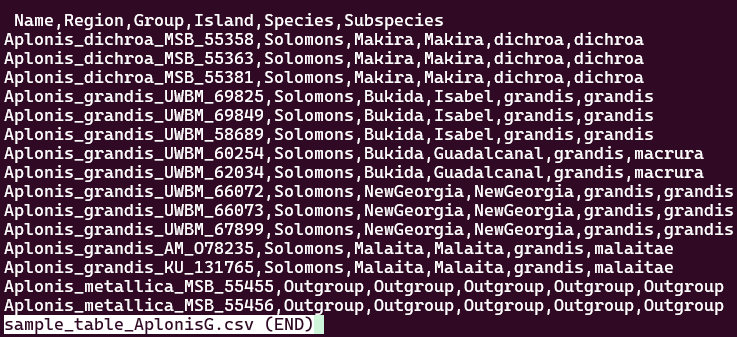 Name,Region,Group,Island,Species,Subspecies
Aplonis_dichroa_MSB_55358,Solomons,Makira,Makira,dichroa,dichroa
Aplonis_dichroa_MSB_55363,Solomons,Makira,Makira,dichroa,dichroa
Aplonis_dichroa_MSB_55381,Solomons,Makira,Makira,dichroa,dichroa
Aplonis_grandis_UWBM_69825,Solomons,Bukida,Isabel,grandis,grandis
Aplonis_grandis_UWBM_69849,Solomons,Bukida,Isabel,grandis,grandis
Aplonis_grandis_UWBM_58689,Solomons,Bukida,Isabel,grandis,grandis
Aplonis_grandis_UWBM_60254,Solomons,Bukida,Guadalcanal,grandis,macrura
Aplonis_grandis_UWBM_62034,Solomons,Bukida,Guadalcanal,grandis,macrura
Aplonis_grandis_UWBM_66072,Solomons,NewGeorgia,NewGeorgia,grandis,grandis
Aplonis_grandis_UWBM_66073,Solomons,NewGeorgia,NewGeorgia,grandis,grandis
Aplonis_grandis_UWBM_67899,Solomons,NewGeorgia,NewGeorgia,grandis,grandis
Aplonis_grandis_AM_O78235,Solomons,Malaita,Malaita,grandis,malaitae
Aplonis_grandis_KU_131765,Solomons,Malaita,Malaita,grandis,malaitae
Aplonis_metallica_MSB_55455,Outgroup,Outgroup,Outgroup,Outgroup,Outgroup
Aplonis_metallica_MSB_55456,Outgroup,Outgroup,Outgroup,Outgroup,Outgroup
sample_table_AplonisG.csv (END)